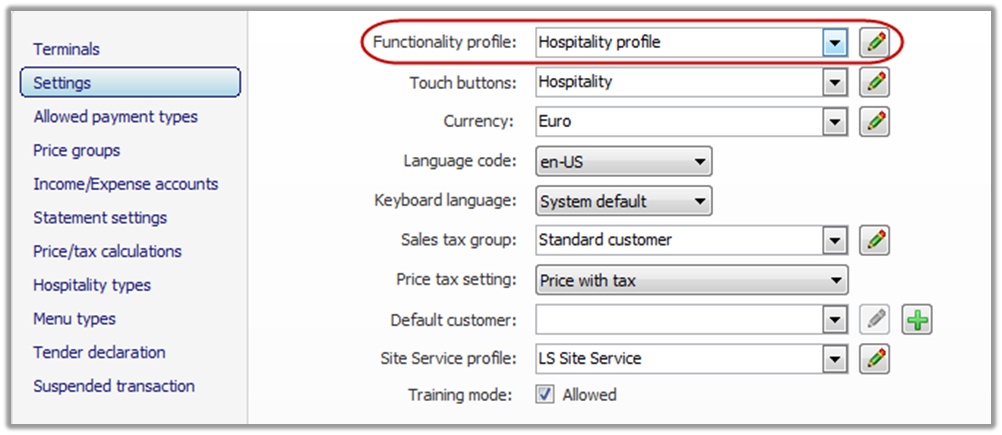 Terminals
Settings
Allowed payment types
Price groups
Income/Expense accounts
Statement settings
Price/tax calculations
Hospitality types
Menu types
Tender declaration
Suspended transaction
Functionality profile: Hospitality profile
Touch buttons: Hospitality
Currency: Euro
Language code: en-US
Keyboard language: System default
Sales tax group: Standard customer
Price tax setting: Price with tax
Default customer:
Site Service profile: LS Site Service
Training mode: Allowed